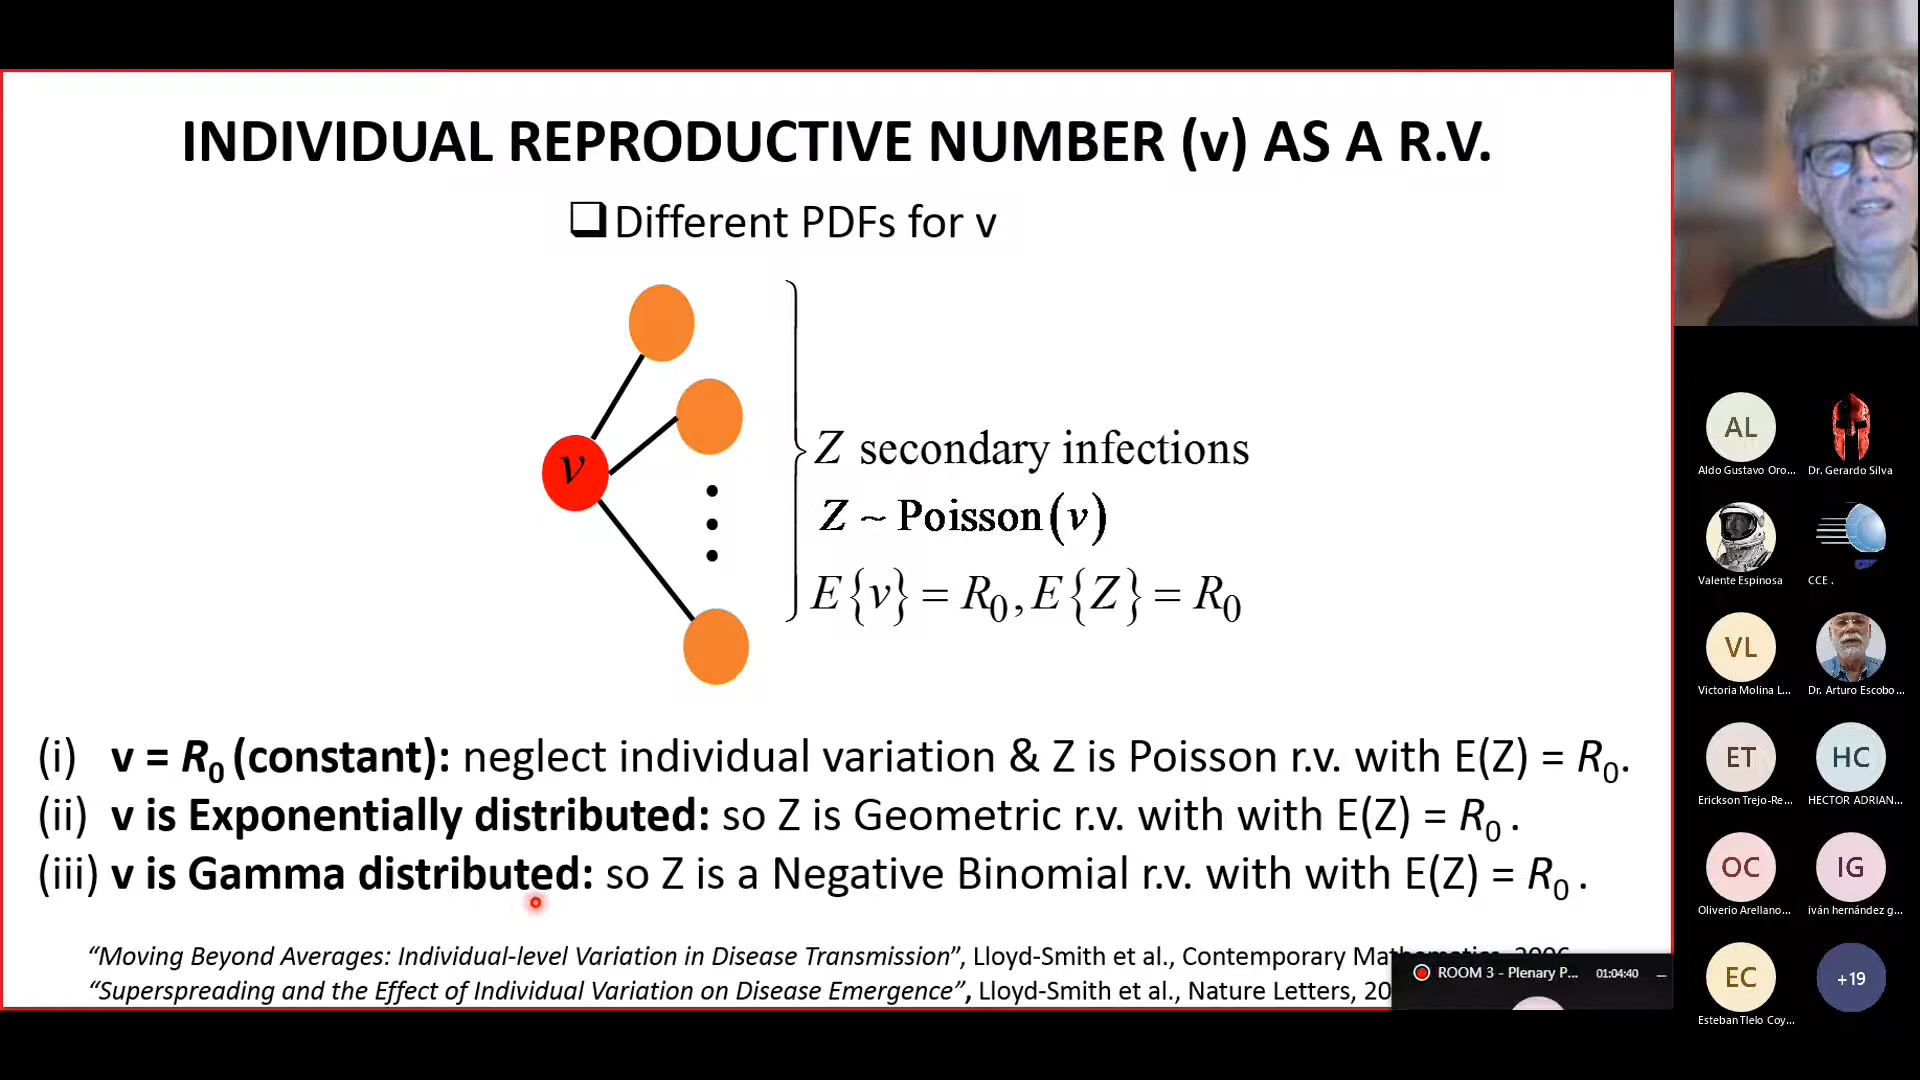 INDIVIDUAL REPRODUCTIVE NUMBER (v) AS A R.V.
❑Different PDFs for v
v
Z secondary infections
Z ~ Poisson(v)
E{v} = R0, E{Z} = R0
(i) v = R0 (constant): neglect individual variation & Z is Poisson r.v. with E(Z) = R0.
(ii) v is Exponentially distributed: so Z is Geometric r.v. with with E(Z) = R0 .
(iii) v is Gamma distributed: so Z is a Negative Binomial r.v. with with E(Z) = R0 .
“Moving Beyond Averages: Individual-level Variation in Disease Transmission”, Lloyd-Smith et al., Contemporary
“Superspreading and the Effect of Individual Variation on Disease Emergence”, Lloyd-Smith et al., Nature Letters, 20
ROOM 3 - Plenary P... 01:04:40
AL
Aldo Gustavo Oro... Dr. Gerardo Silva
Valente Espinosa CCE .
VL
Victoria Molina L... Dr. Arturo Escobo...
ET HC
Erickson Trejo-Re... HECTOR ADRIAN...
OC IG
Oliverio Arellano... iván hernández g...
EC +19
Esteban Tlelo Coy...